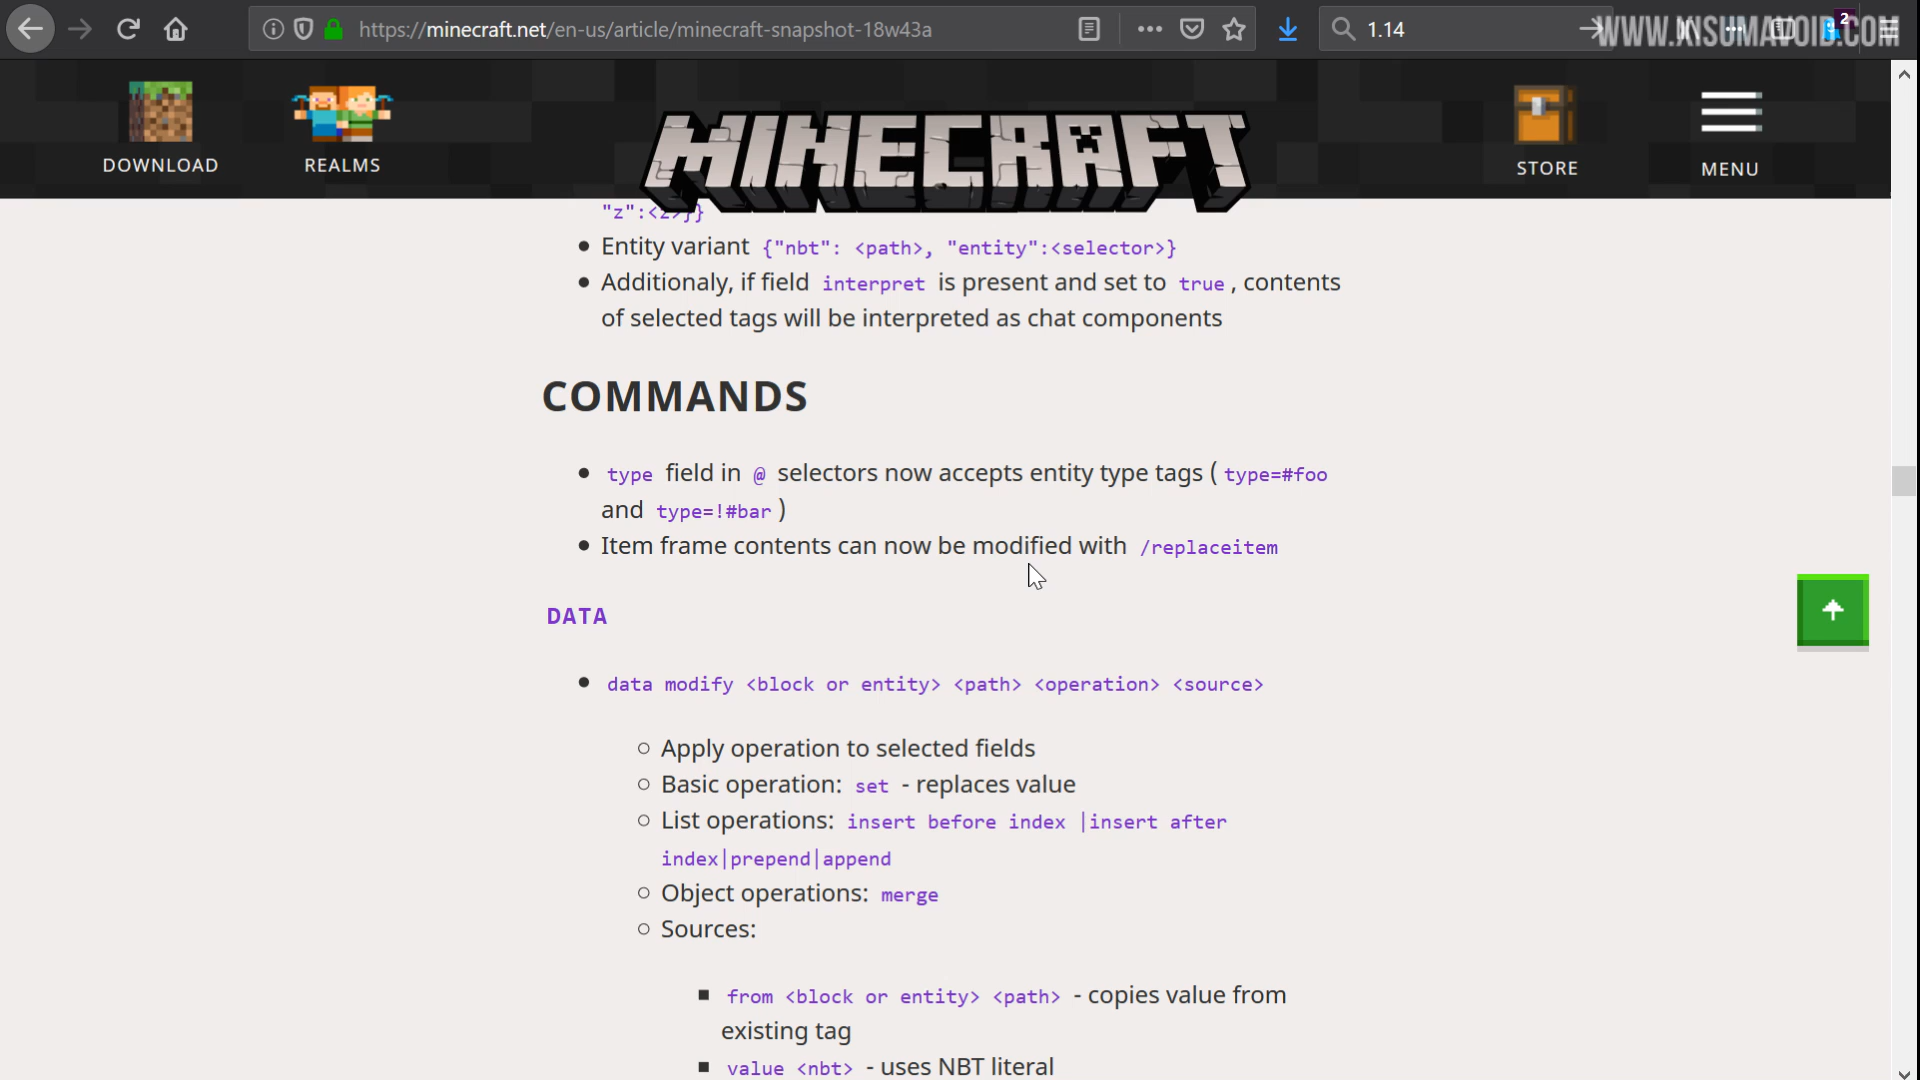 https://minecraft.net/en-us/article/minecraft-snapshot-18w43a
1.14
2
WWW.XISUMAVOID.COM
DOWNLOAD
REALMS
MINECRAFT
STORE
MENU
"z":<z>}}
Entity variant {"nbt": <path>, "entity":<selector>}
Additionaly, if field interpret is present and set to true , contents
of selected tags will be interpreted as chat components
COMMANDS
type field in @ selectors now accepts entity type tags ( type=#foo
and type=!#bar )
Item frame contents can now be modified with /replaceitem
DATA
data modify <block or entity> <path> <operation> <source>
Apply operation to selected fields
Basic operation: set - replaces value
List operations: insert before index |insert after
index|prepend|append
Object operations: merge
Sources:
from <block or entity> <path> - copies value from
existing tag
value <nbt> - uses NBT literal